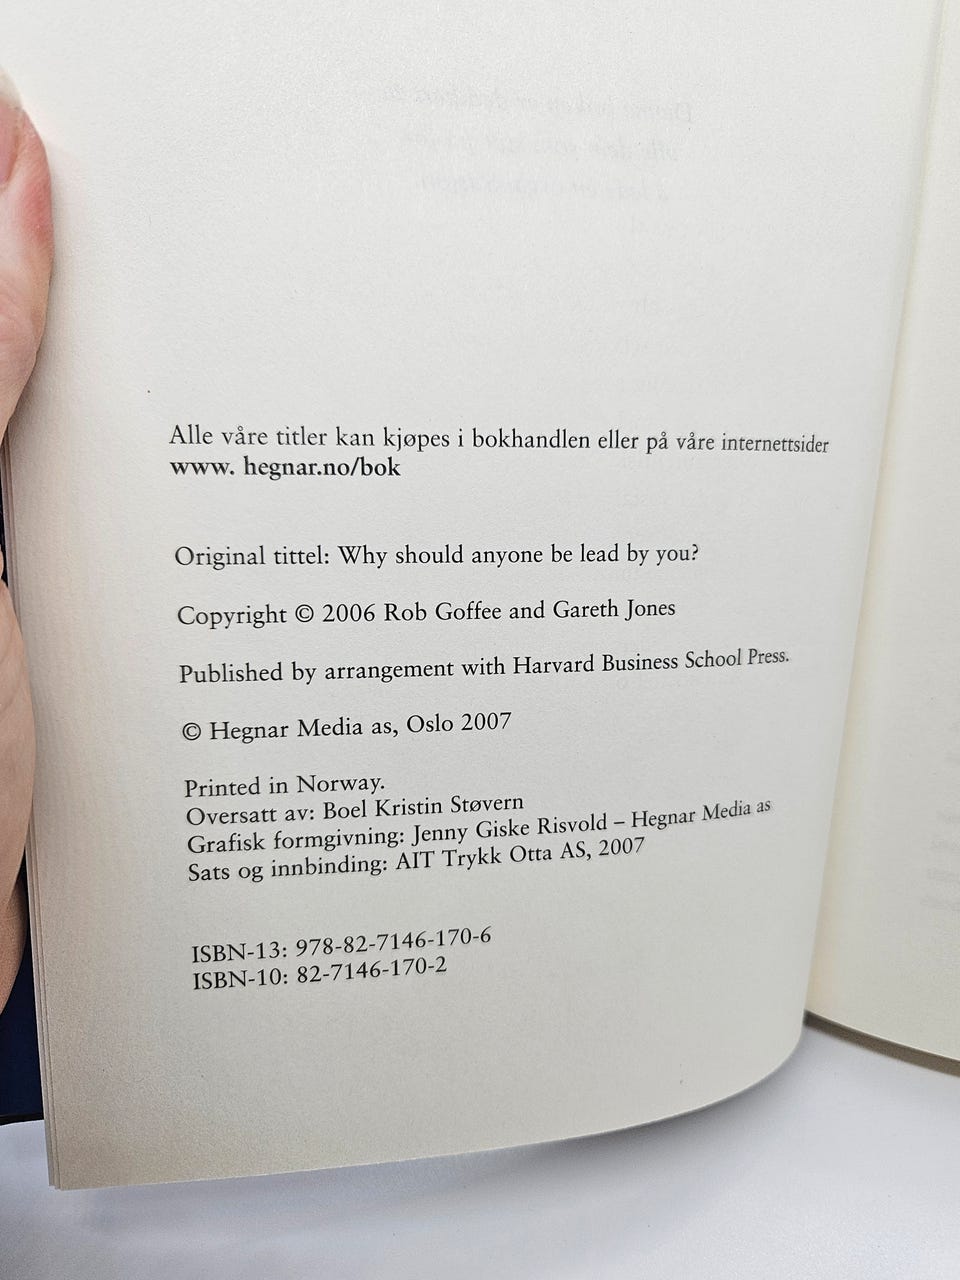 Alle våre titler kan kjøpes i bokhandlen eller på våre internettsider
www. hegnar.no/bok
Original tittel: Why should anyone be lead by you?
Copyright © 2006 Rob Goffee and Gareth Jones
Published by arrangement with Harvard Business School Press.
© Hegnar Media as, Oslo 2007
Printed in Norway.
Oversatt av: Boel Kristin Støvern
Grafisk formgivning: Jenny Giske Risvold – Hegnar Media as
Sats og innbinding: AIT Trykk Otta AS, 2007
ISBN-13: 978-82-7146-170-6
ISBN-10: 82-7146-170-2